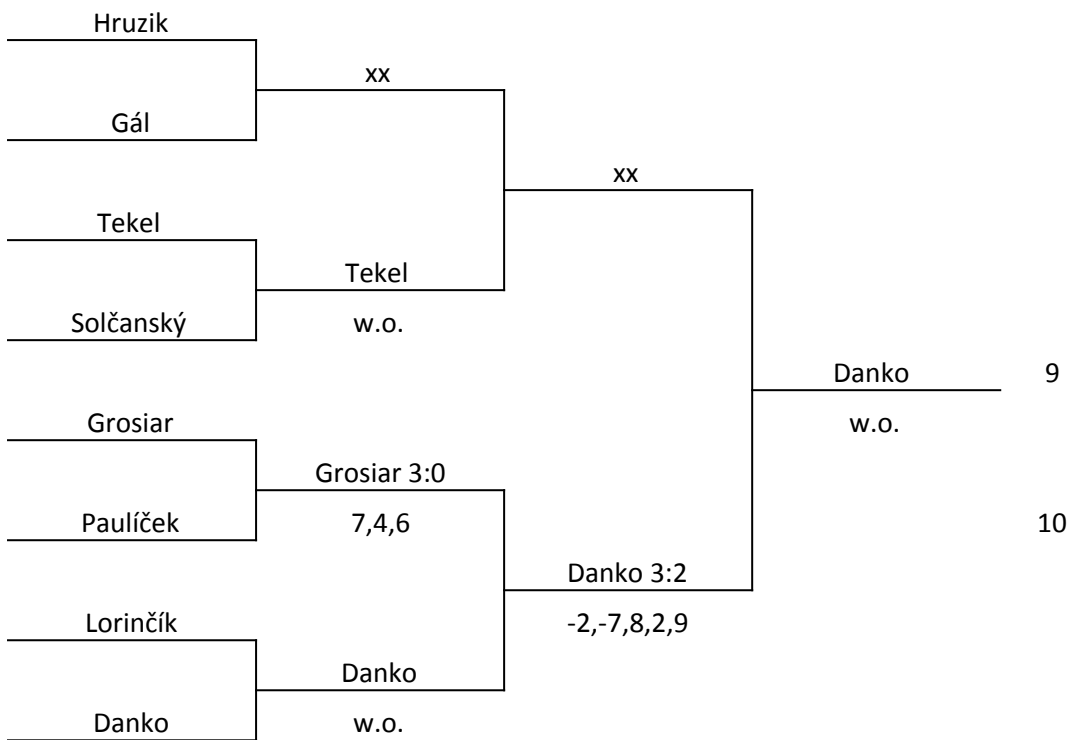 Hruzik
xx
Gál
xx
Tekel
Tekel
Solčanský
w.o.
Danko 9
Grosiar
w.o.
Grosiar 3:0
Paulíček
7,4,6
10
Danko 3:2
Lorinčík
-2,-7,8,2,9
Danko
Danko
w.o.